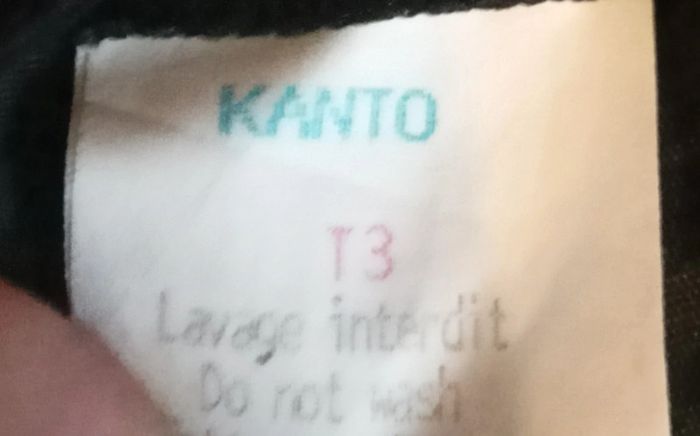 KANTO
T3
Lavage interdit
Do not wash